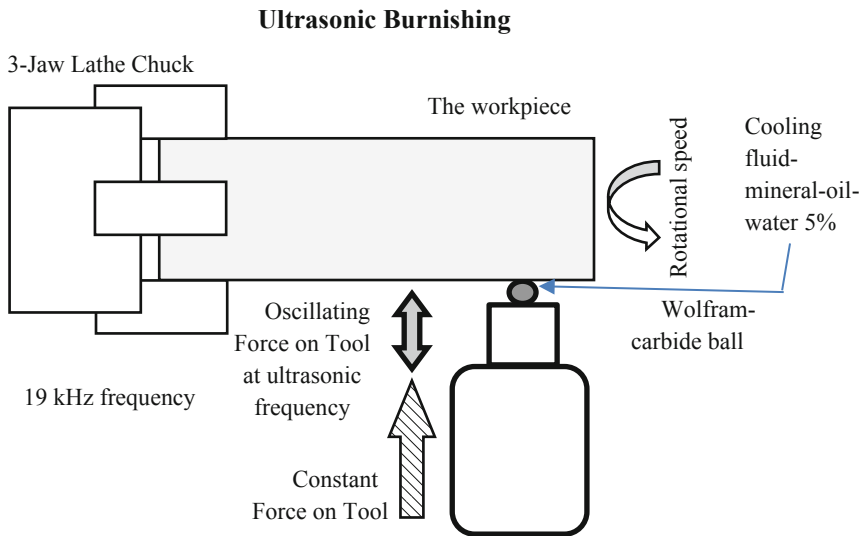 Ultrasonic Burnishing
3-Jaw Lathe Chuck
The workpiece
Rotational speed
Cooling
fluid-
mineral-oil-
water 5%
Wolfram-
carbide ball
Oscillating
Force on Tool
at ultrasonic
frequency
19 kHz frequency
Constant
Force on Tool